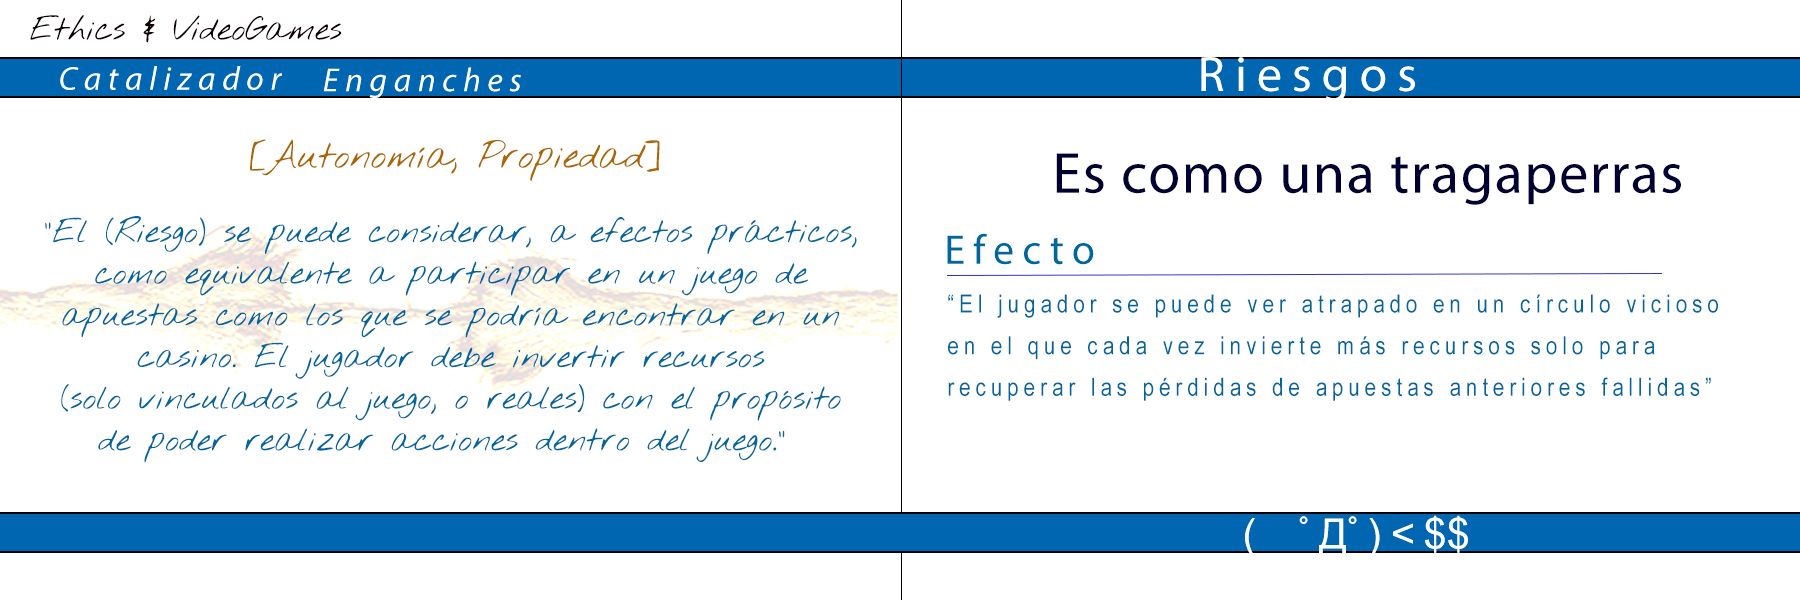 Ethics & VideoGames
Catalizador Enganches
[Autonomía, Propiedad]
"El (Riesgo) se puede considerar, a efectos prácticos,
como equivalente a participar en un juego de
apuestas como los que se podría encontrar en un
casino. El jugador debe invertir recursos
(solo vinculados al juego, o reales) con el propósito
de poder realizar acciones dentro del juego."
Riesgos
Es como una tragaperras
Efecto
“El jugador se puede ver atrapado en un círculo vicioso
en el que cada vez invierte más recursos solo para
recuperar las pérdidas de apuestas anteriores fallidas”
( ゚Д゚)<$$